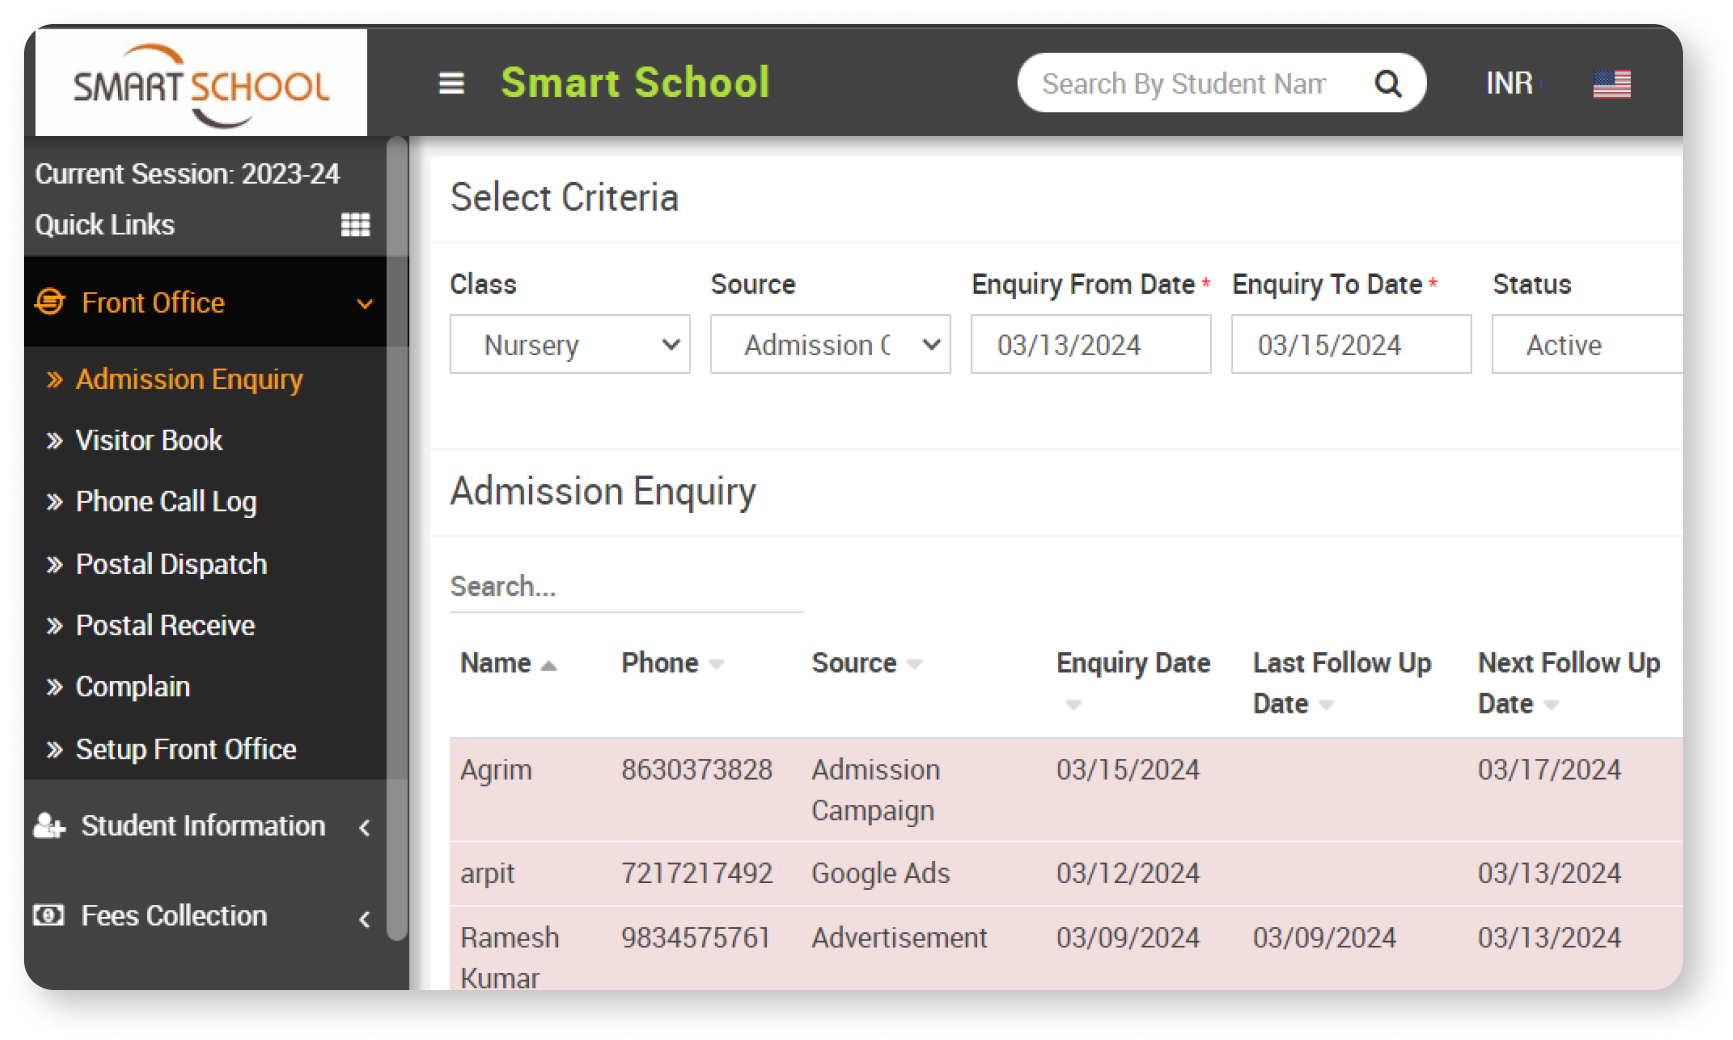 SMART SCHOOL
Smart School
Search By Student Nam
INR
Current Session: 2023-24
Quick Links
Front Office
Admission Enquiry
Visitor Book
Phone Call Log
Postal Dispatch
Postal Receive
Complain
Setup Front Office
Student Information
Fees Collection
Select Criteria
Class Source Enquiry From Date * Enquiry To Date * Status
Nursery Admission 03/13/2024 03/15/2024 Active
Admission Enquiry
Search...
Name Phone Source Enquiry Date Last Follow Up Next Follow Up
Date Date
Agrim 8630373828 Admission 03/15/2024 03/17/2024
Campaign
arpit 7217217492 Google Ads 03/12/2024 03/13/2024
Ramesh 9834575761 Advertisement 03/09/2024 03/09/2024 03/13/2024
Kumar